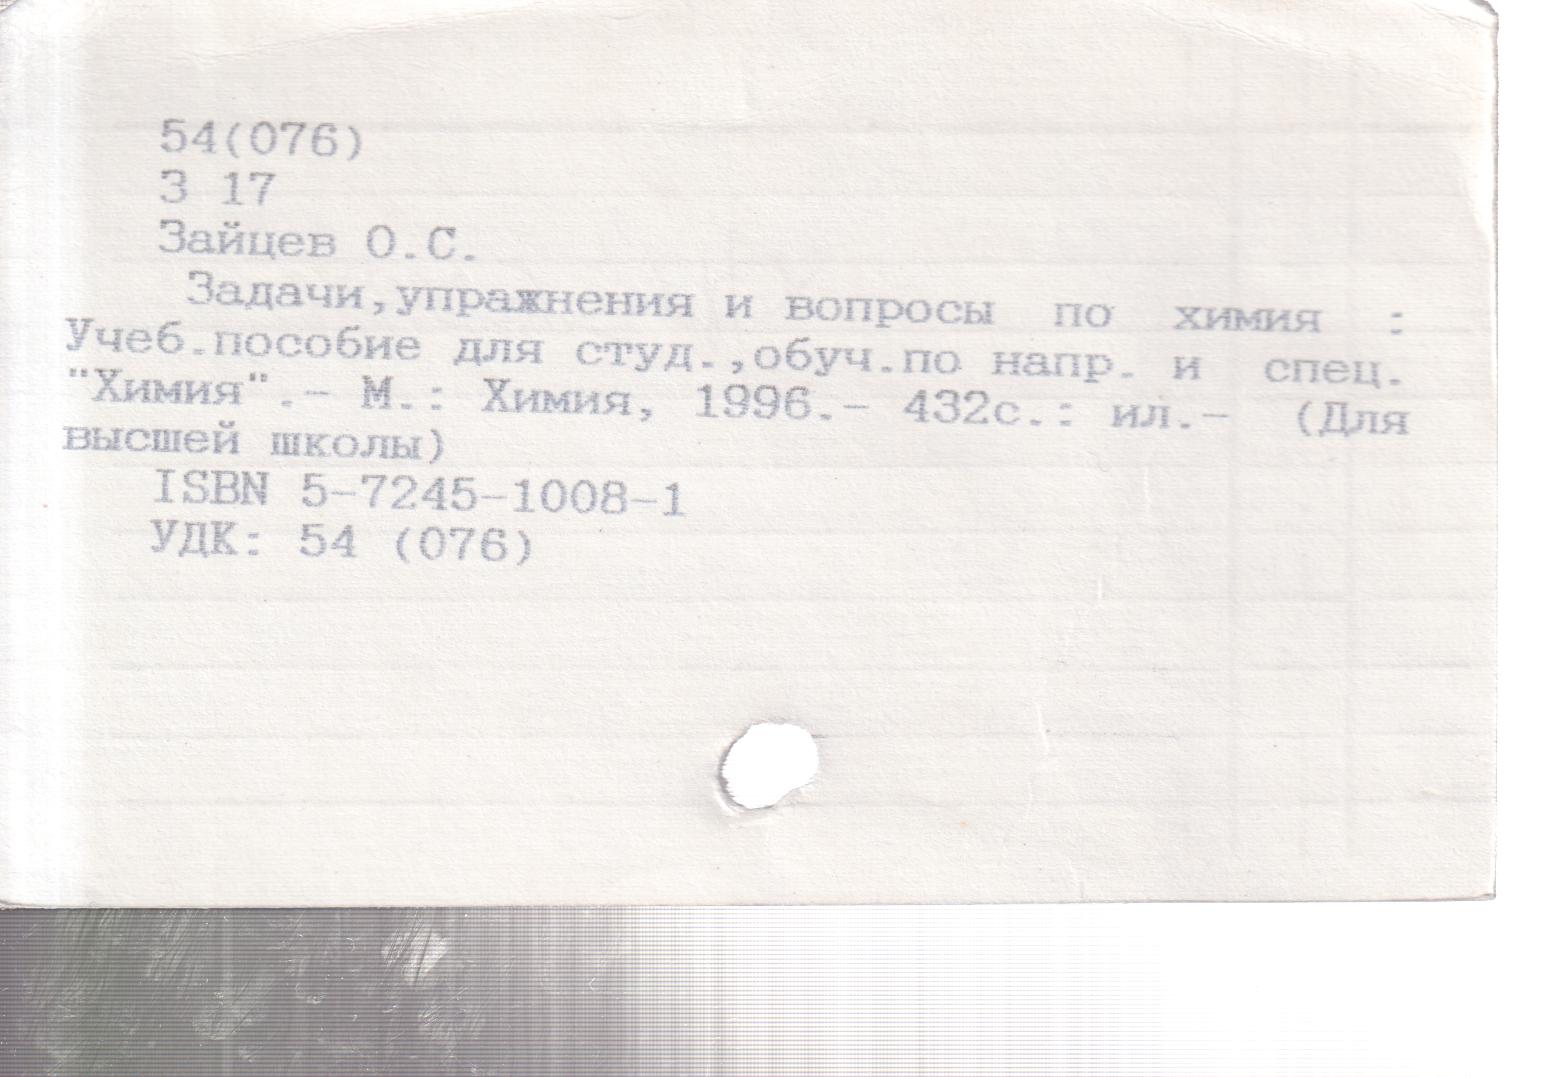 54(076)
З 17
Зайцев О.С.
Задачи,упражнения и вопросы по химия :
Учеб.пособие для студ.,обуч.по напр. и спец.
"Химия".- М.: Химия, 1996.- 432с.: ил.- (Для
высшей школы)
ISBN 5-7245-1008-1
УДК: 54 (076)